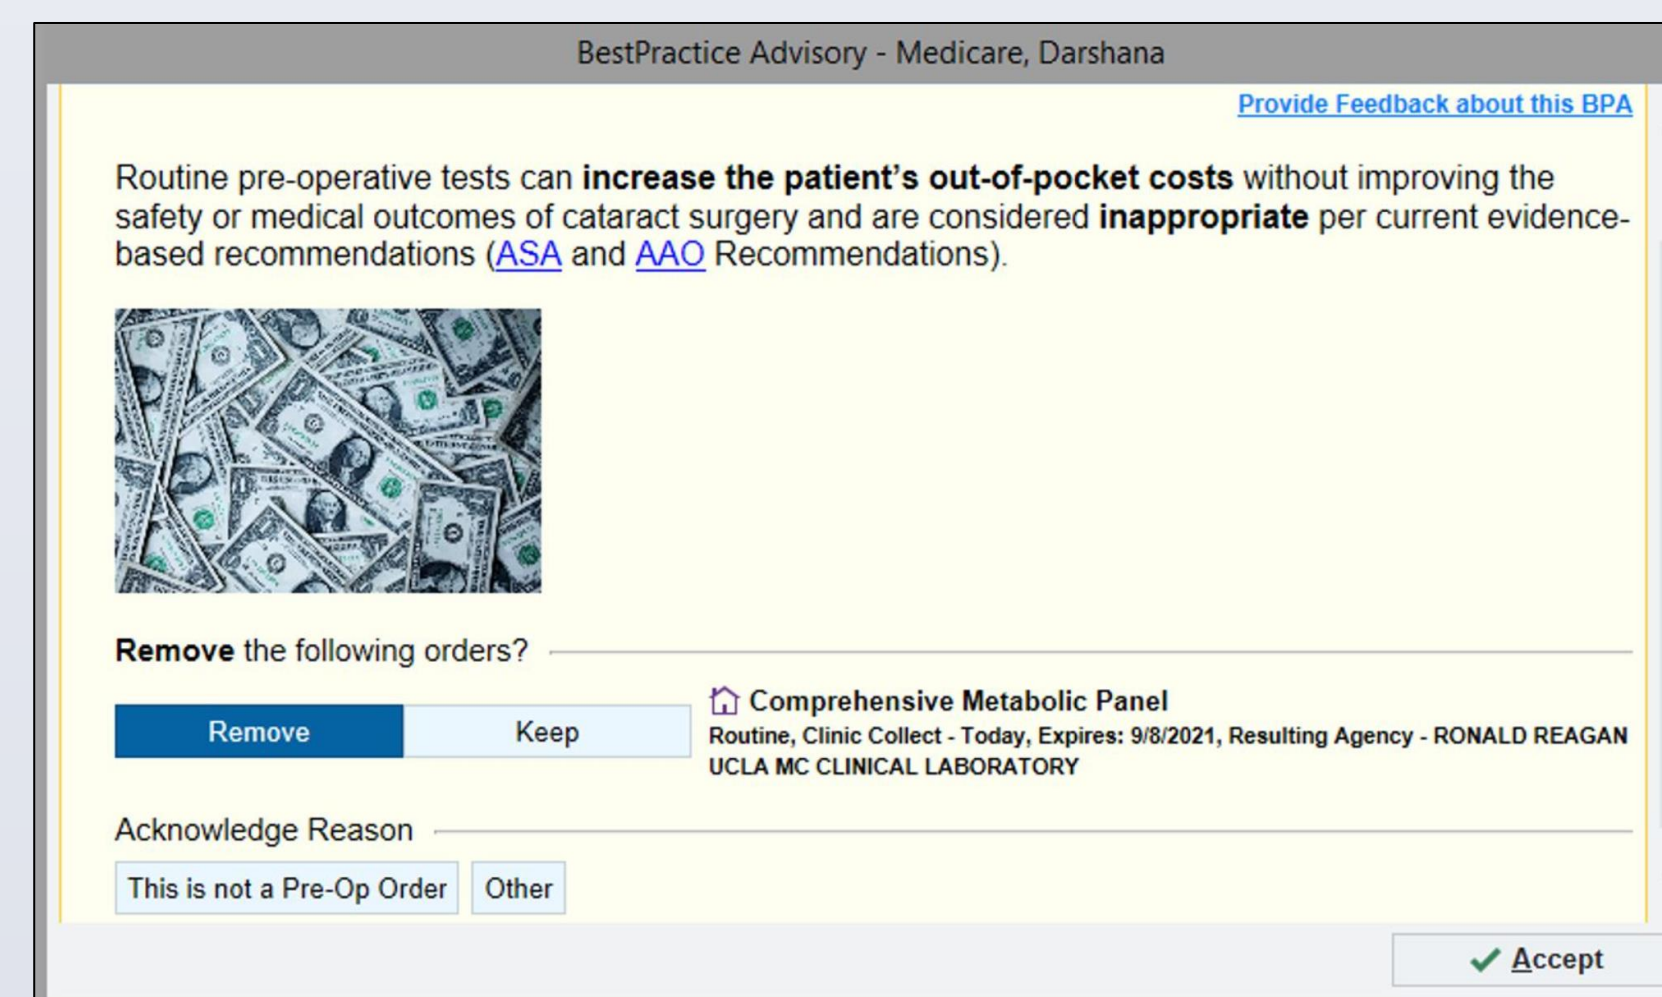 BestPractice Advisory - Medicare, Darshana
Provide Feedback about this BPA
Routine pre-operative tests can increase the patient's out-of-pocket costs without improving the
safety or medical outcomes of cataract surgery and are considered inappropriate per current evidence-
based recommendations (ASA and AAO Recommendations).
Remove the following orders?
Remove
Keep
Comprehensive Metabolic Panel
Routine, Clinic Collect - Today, Expires: 9/8/2021, Resulting Agency - RONALD REAGAN
UCLA MC CLINICAL LABORATORY
Acknowledge Reason
This is not a Pre-Op Order
Other
Accept